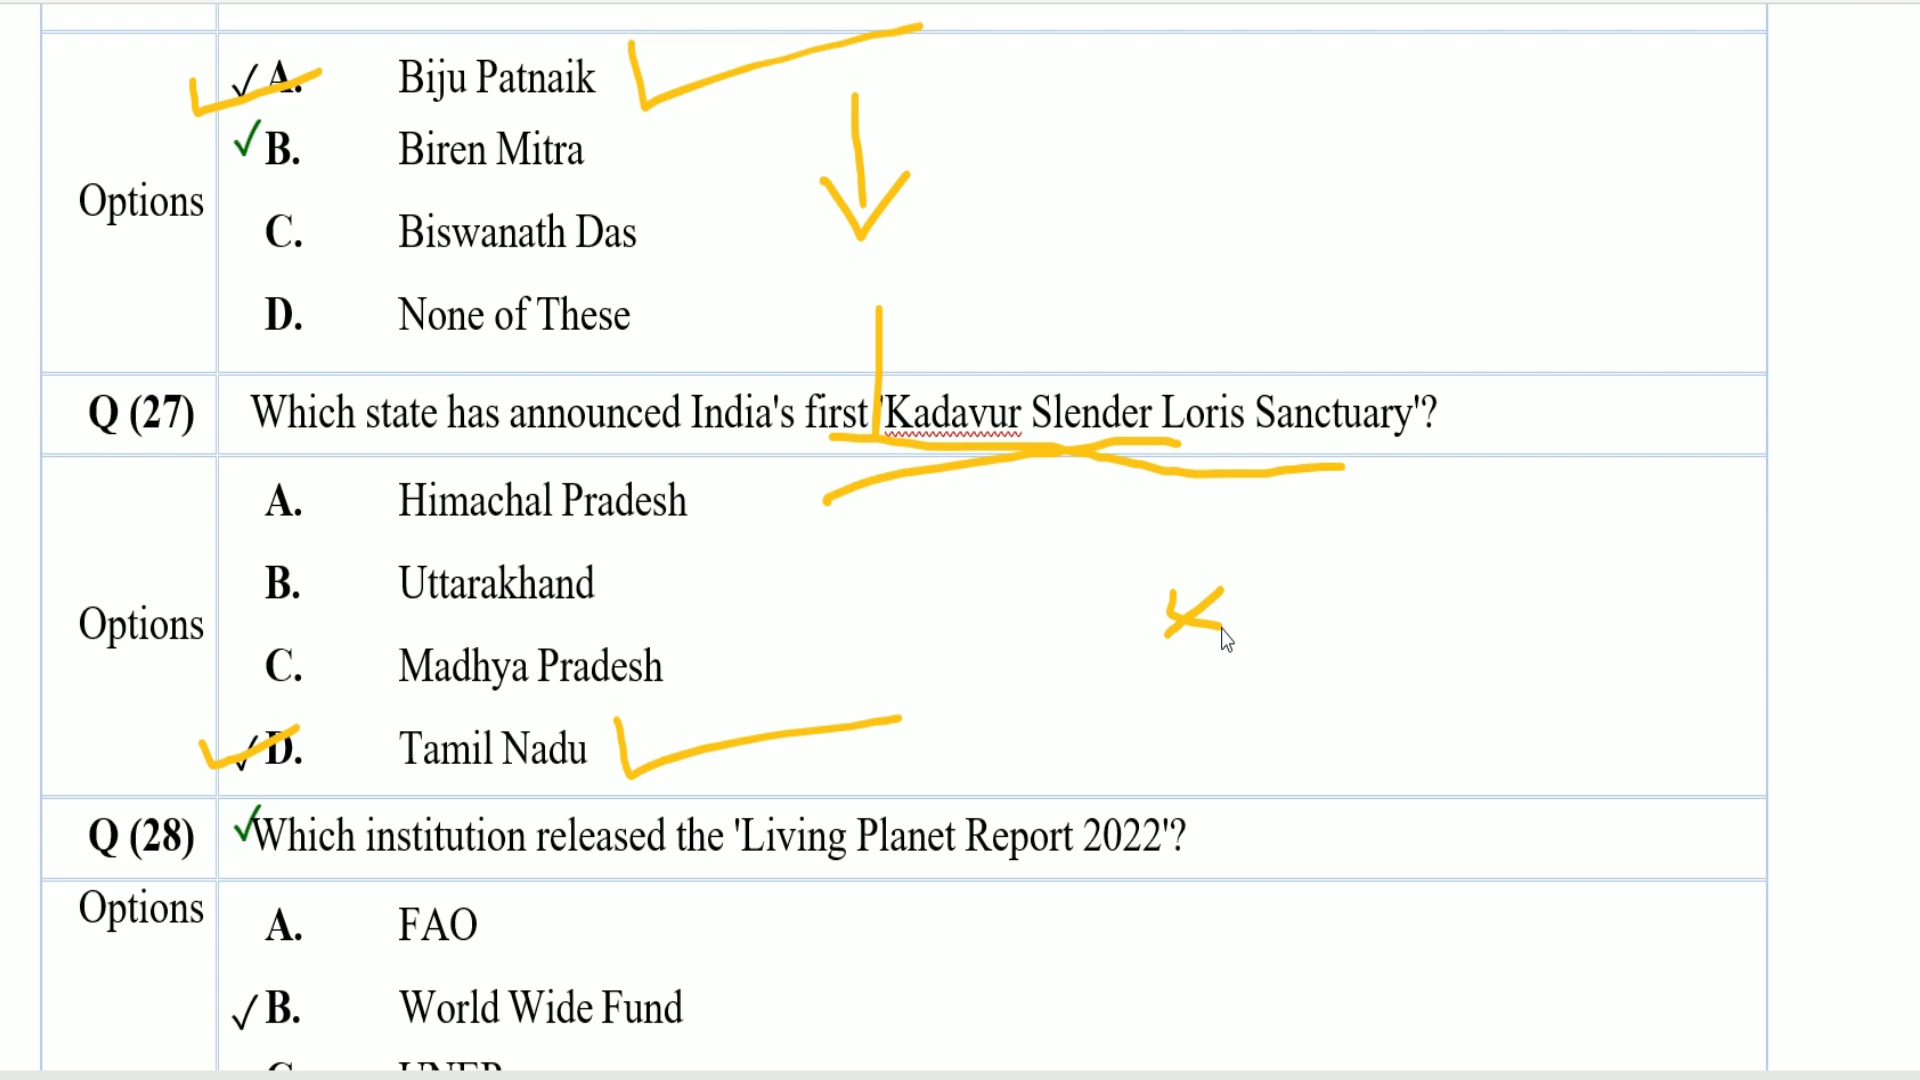 A. Biju Patnaik
B. Biren Mitra
Options
C. Biswanath Das
D. None of These
Q (27) Which state has announced India's first 'Kadavur Slender Loris Sanctuary'?
A. Himachal Pradesh
B. Uttarakhand
Options
C. Madhya Pradesh
D. Tamil Nadu
Q (28) Which institution released the 'Living Planet Report 2022'?
Options
A. FAO
B. World Wide Fund